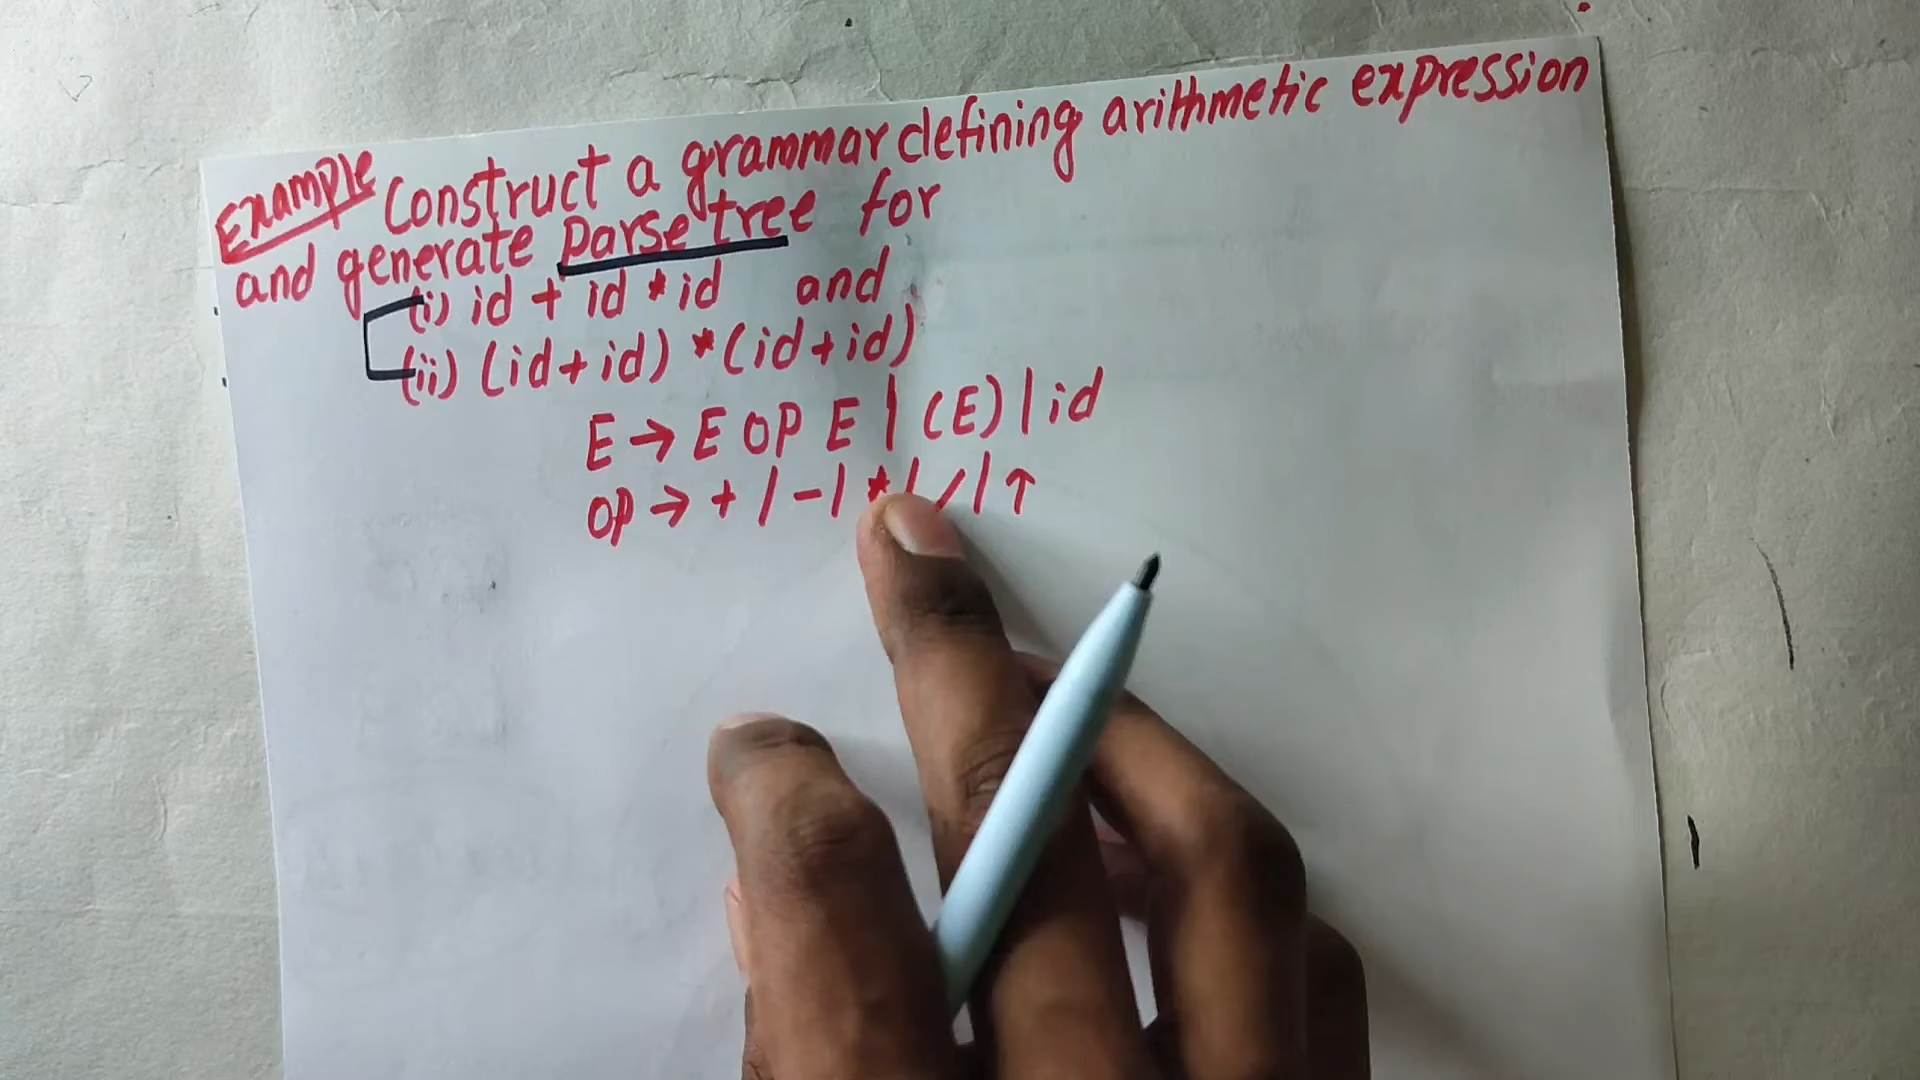 Example Construct a grammar defining arithmetic expression
and generate parse tree for
(i) id + id * id and
(ii) (id + id) * (id + id)
E → E OP E | (E) | id
OP → + | - | * | / | ↑